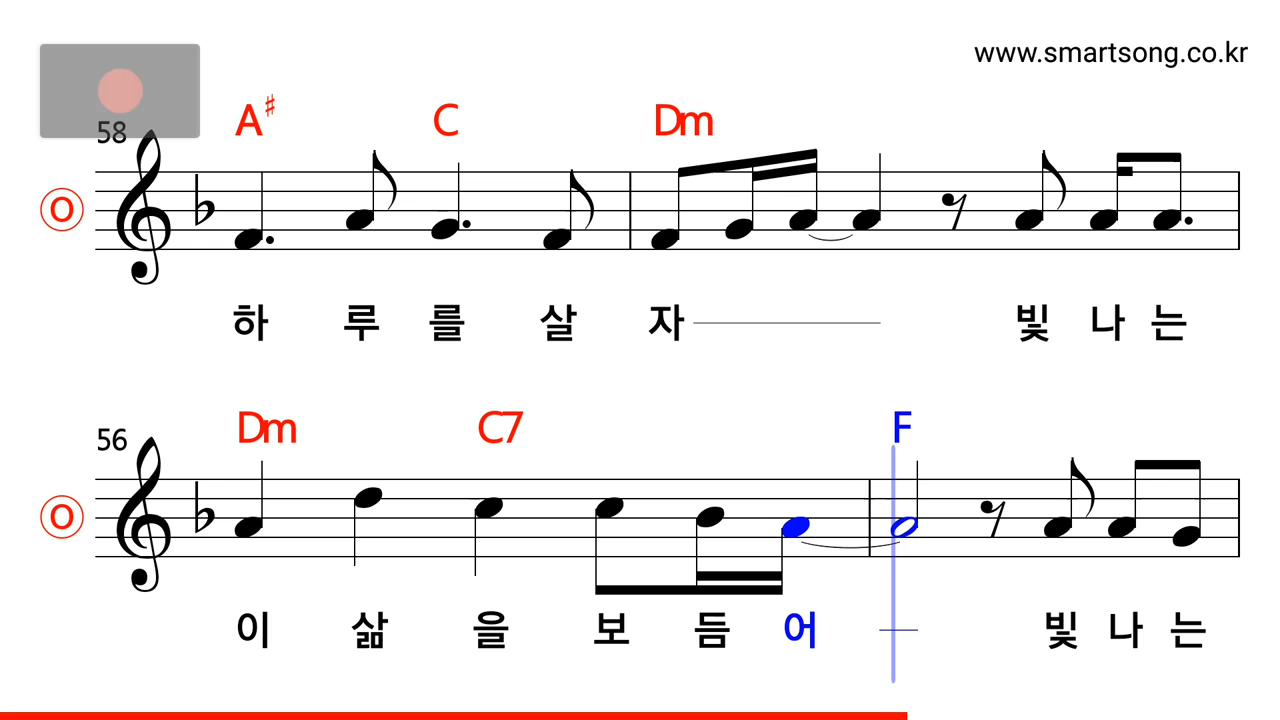 www.smartsong.co.kr
58
A♯ C Dm
O
하 루 를 살 자 빛 나 는
56
Dm C7 F
O
이 삶 을 보 듬 어 빛 나 는